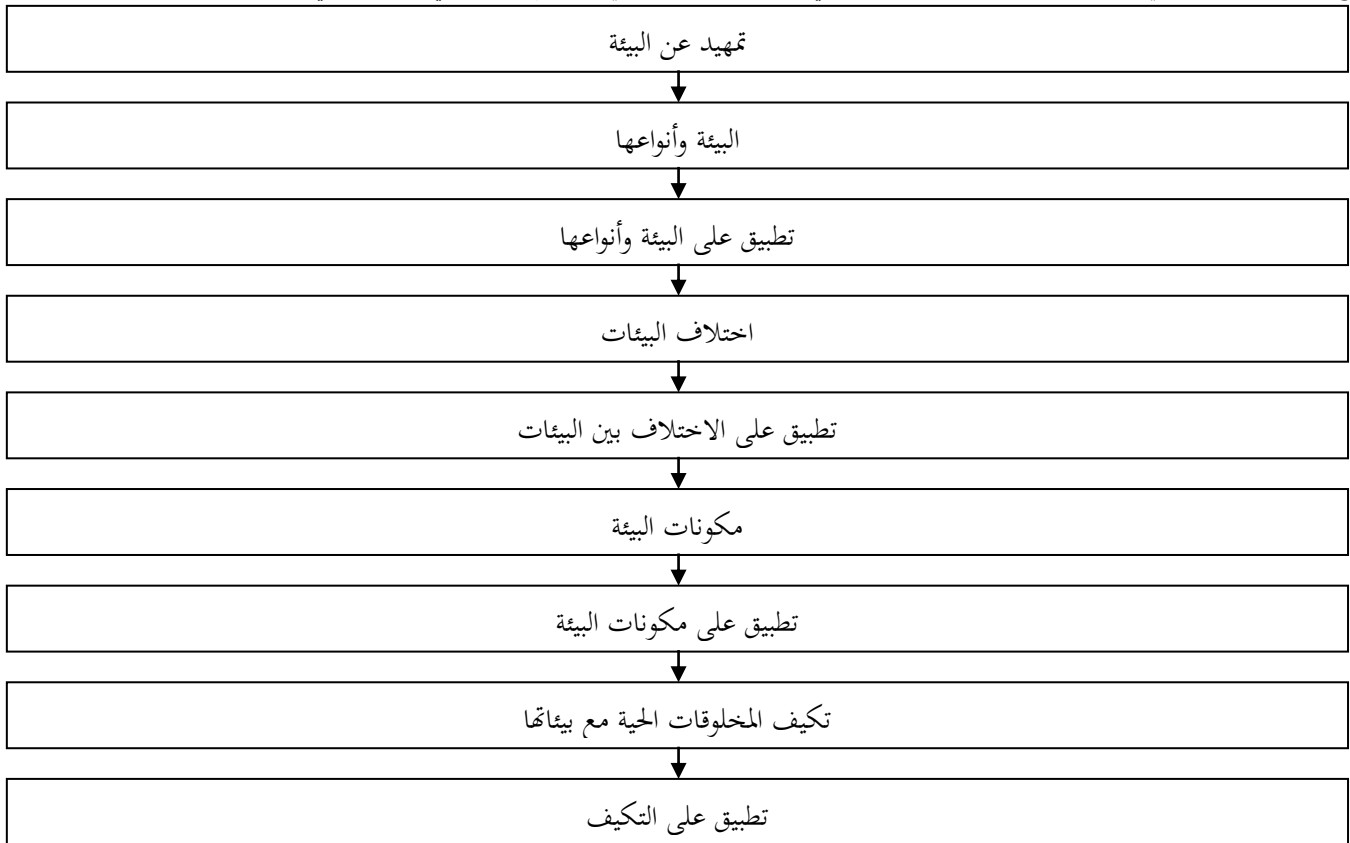 تمهيد عن البيئة
البيئة وأنواعها
تطبيق على البيئة وأنواعها
اختلاف البيئات
تطبيق على الاختلاف بين البيئات
مكونات البيئة
تطبيق على مكونات البيئة
تكيف المخلوقات الحية مع بيئاتها
تطبيق على التكيف